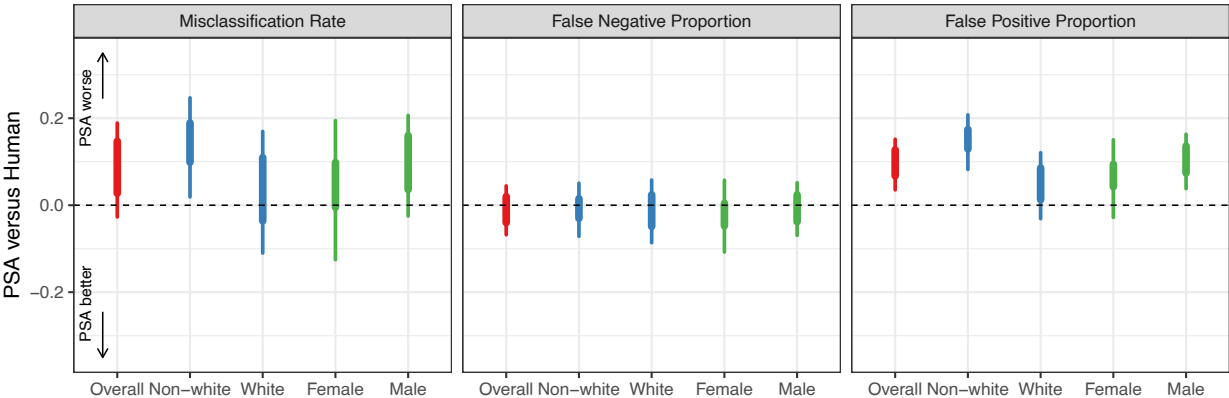 Misclassification Rate
False Negative Proportion
False Positive Proportion
PSA versus Human
PSA worse
PSA better
0.2
0.0
−0.2
Overall Non−white White Female Male
Overall Non−white White Female Male
Overall Non−white White Female Male